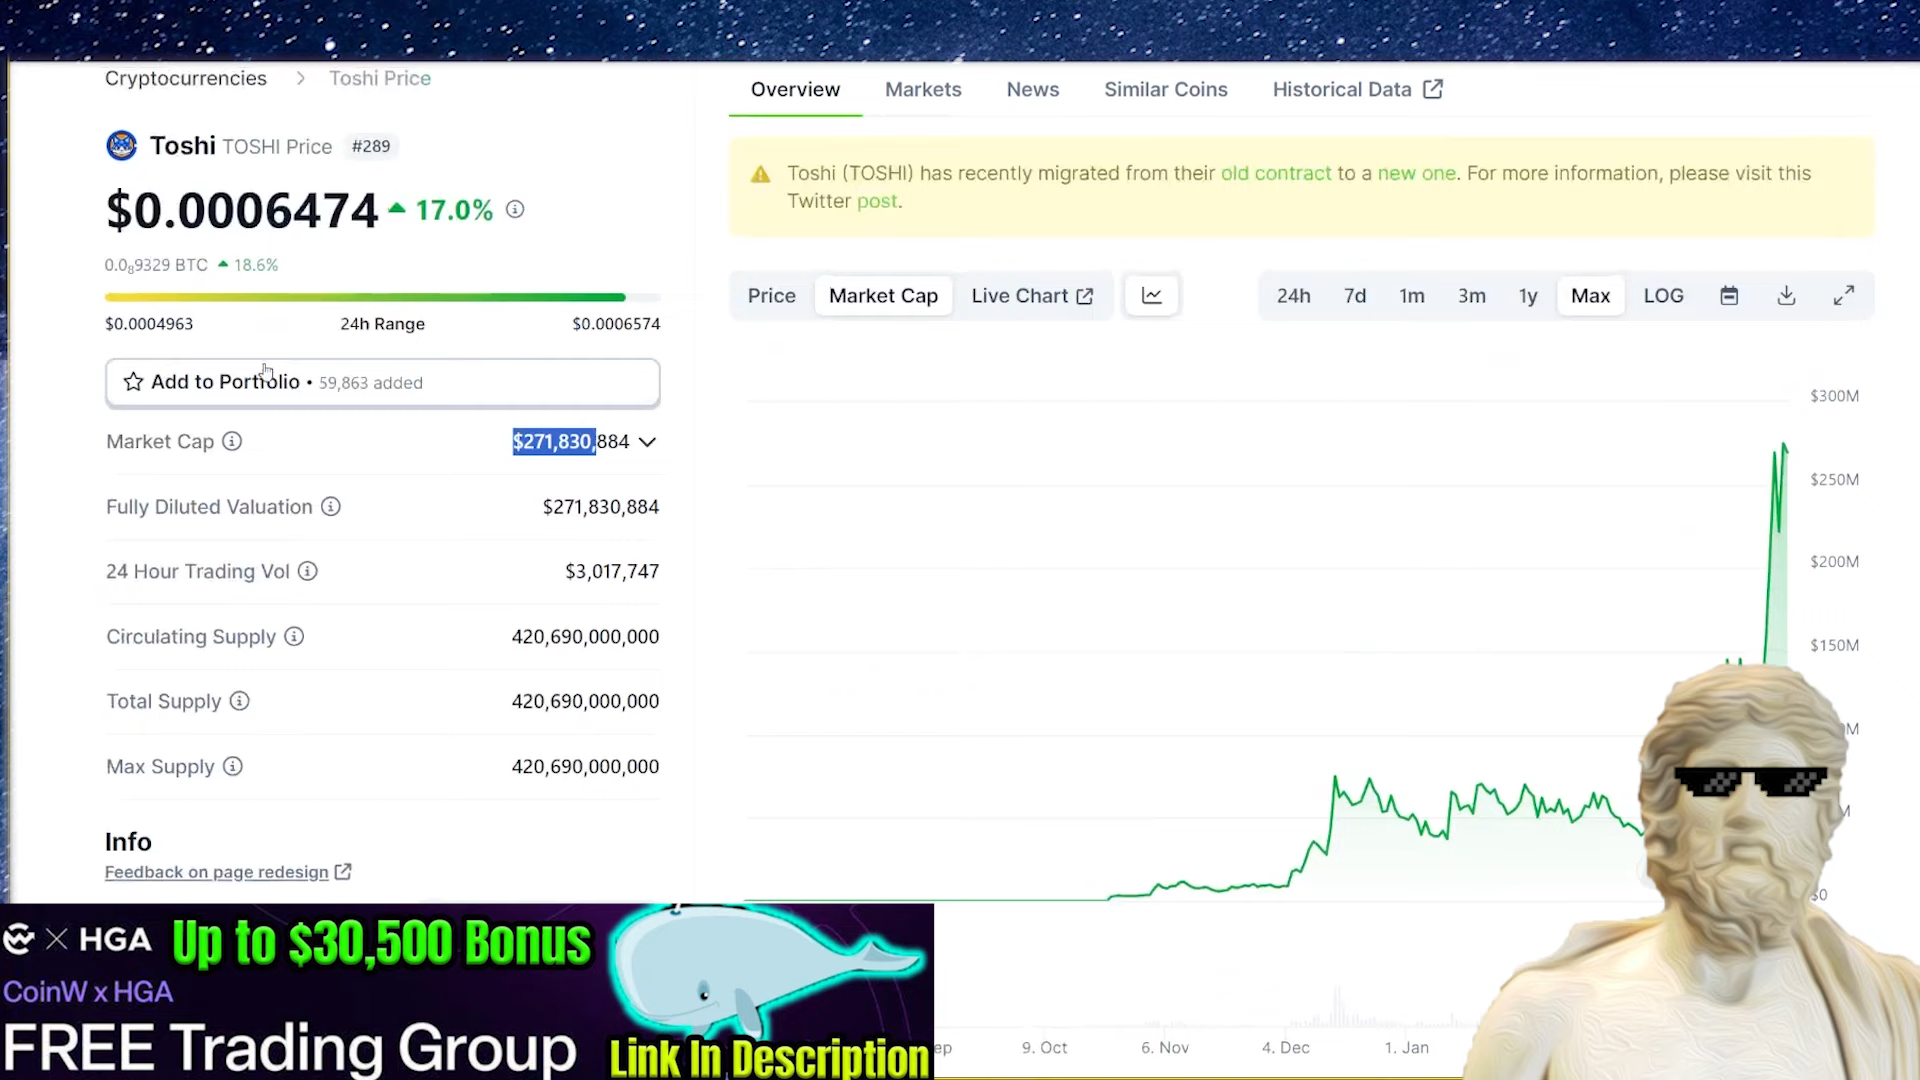 Cryptocurrencies > Toshi Price
Toshi TOSHI Price #289
$0.0006474 ▲ 17.0%
0.0₈9329 BTC ▲ 18.6%
$0.0004963 24h Range $0.0006574
Add to Portfolio • 59,863 added
Market Cap $271,830,884
Fully Diluted Valuation $271,830,884
24 Hour Trading Vol $3,017,747
Circulating Supply 420,690,000,000
Total Supply 420,690,000,000
Max Supply 420,690,000,000
Info
Feedback on page redesign
Overview Markets News Similar Coins Historical Data
Toshi (TOSHI) has recently migrated from their old contract to a new one. For more information, please visit this
Twitter post.
Price Market Cap Live Chart 24h 7d 1m 3m 1y Max LOG
$300M
$250M
$200M
$150M
$0
9. Oct 6. Nov 4. Dec 1. Jan
HGA Up to $30,500 Bonus
CoinW x HGA
FREE Trading Group
Link In Description